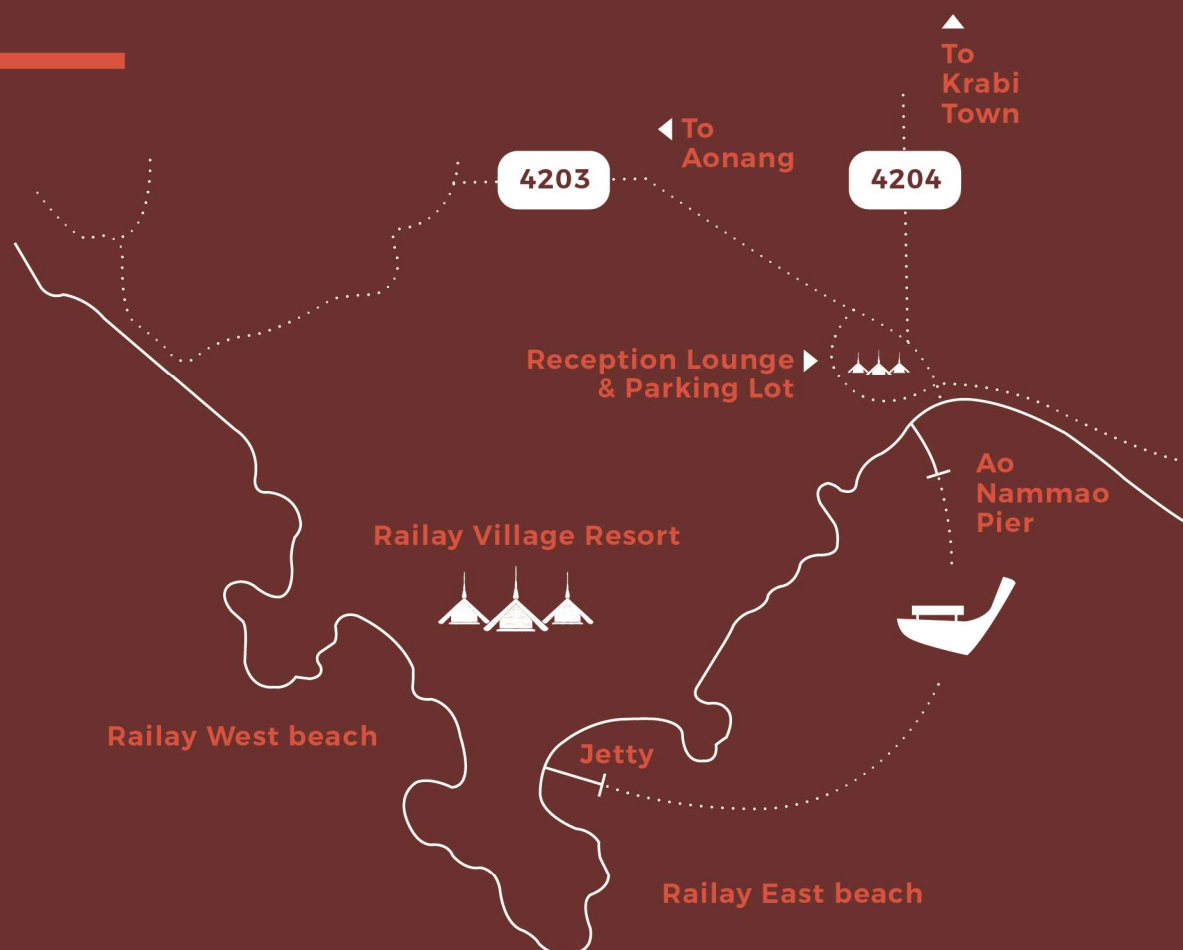 To
Krabi
Town
To
Aonang
4203
4204
Reception Lounge
& Parking Lot
Ao
Nammao
Pier
Railay Village Resort
Railay West beach
Jetty
Railay East beach